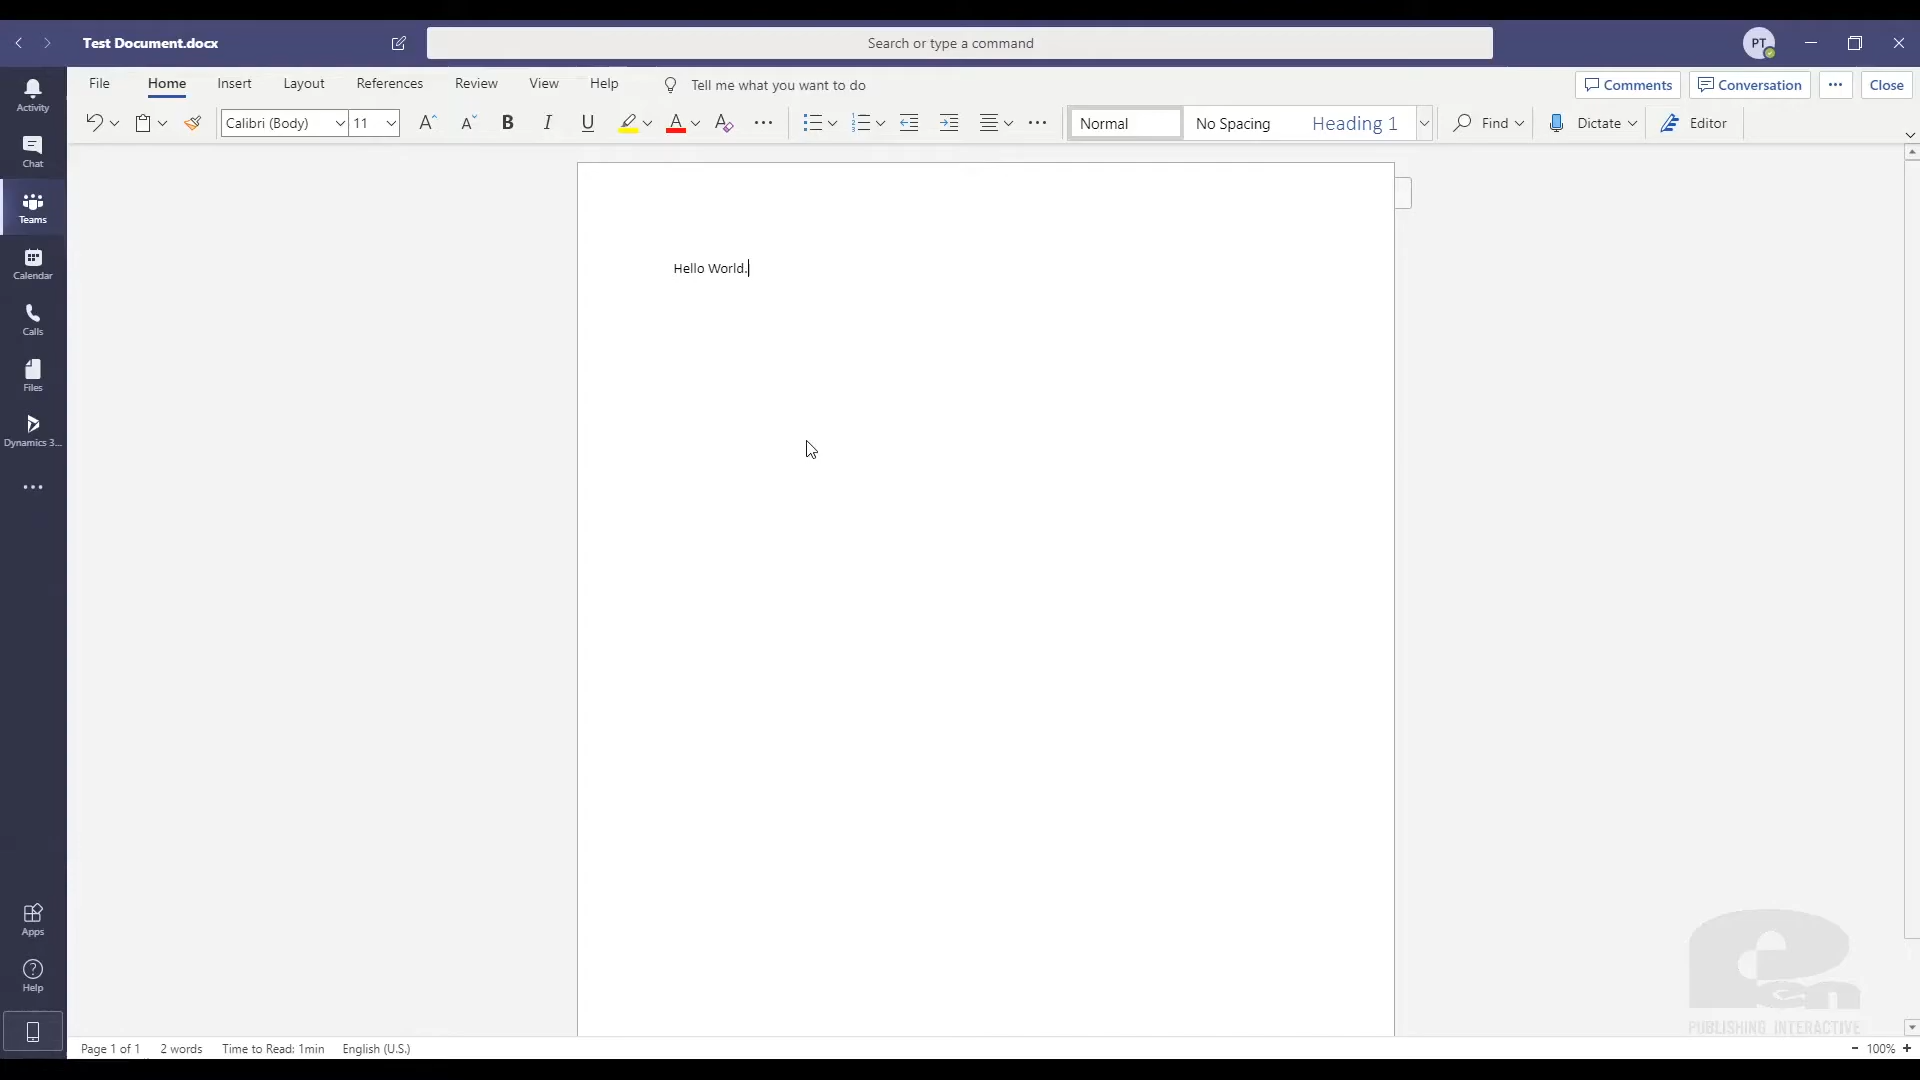 Test Document.docx
Search or type a command
PT
File Home Insert Layout References Review View Help Tell me what you want to do
Comments Conversation Close
Calibri (Body) 11 B I U Normal No Spacing Heading 1 Find Dictate Editor
Activity
Chat
Teams
Calendar
Calls
Files
Dynamics 3...
Apps
Help
Hello World.
Pen
PUBLISHING INTERACTIVE
Page 1 of 1 2 words Time to Read: 1min English (U.S.) - 100% +